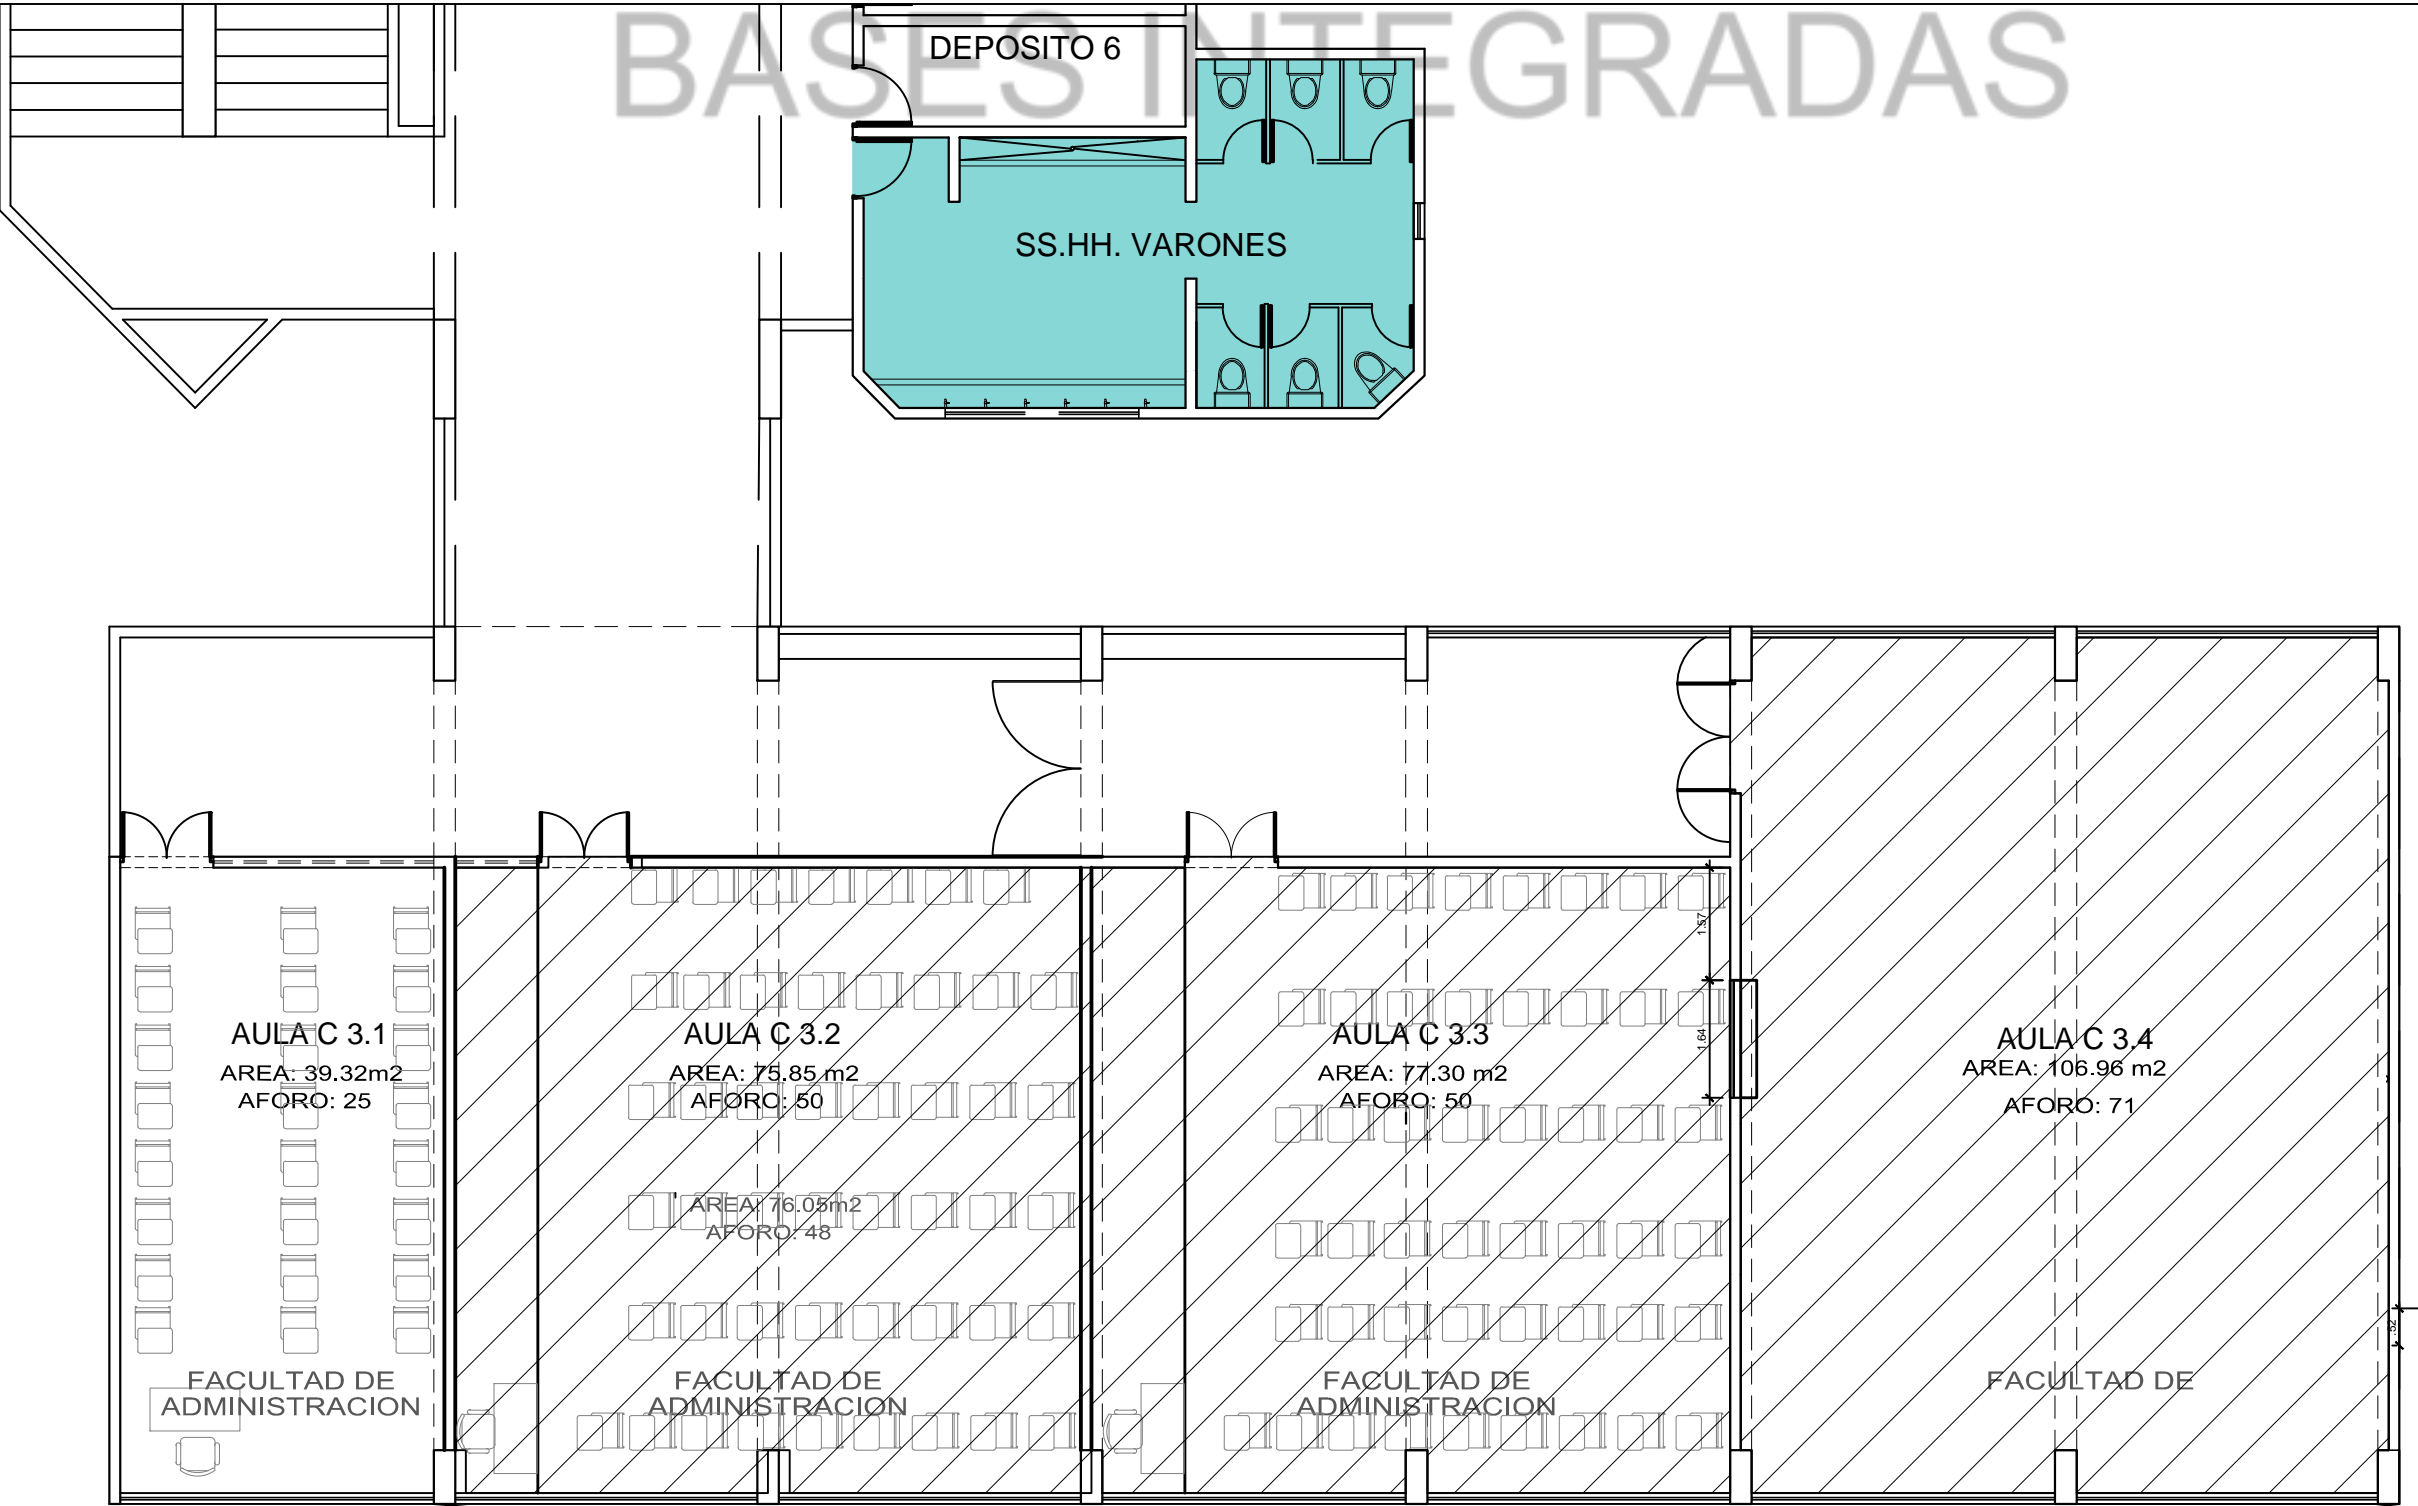 BASES INTEGRADAS
DEPOSITO 6
SS.HH. VARONES
AULA C 3.1
AREA: 39.32m2
AFORO: 25
FACULTAD DE
ADMINISTRACION
AULA C 3.2
AREA: 75.85 m2
AFORO: 50
AREA: 76.05m2
AFORO: 48
FACULTAD DE
ADMINISTRACION
AULA C 3.3
AREA: 77.30 m2
AFORO: 50
FACULTAD DE
ADMINISTRACION
1.57
1.64
AULA C 3.4
AREA: 106.96 m2
AFORO: 71
FACULTAD DE
.52